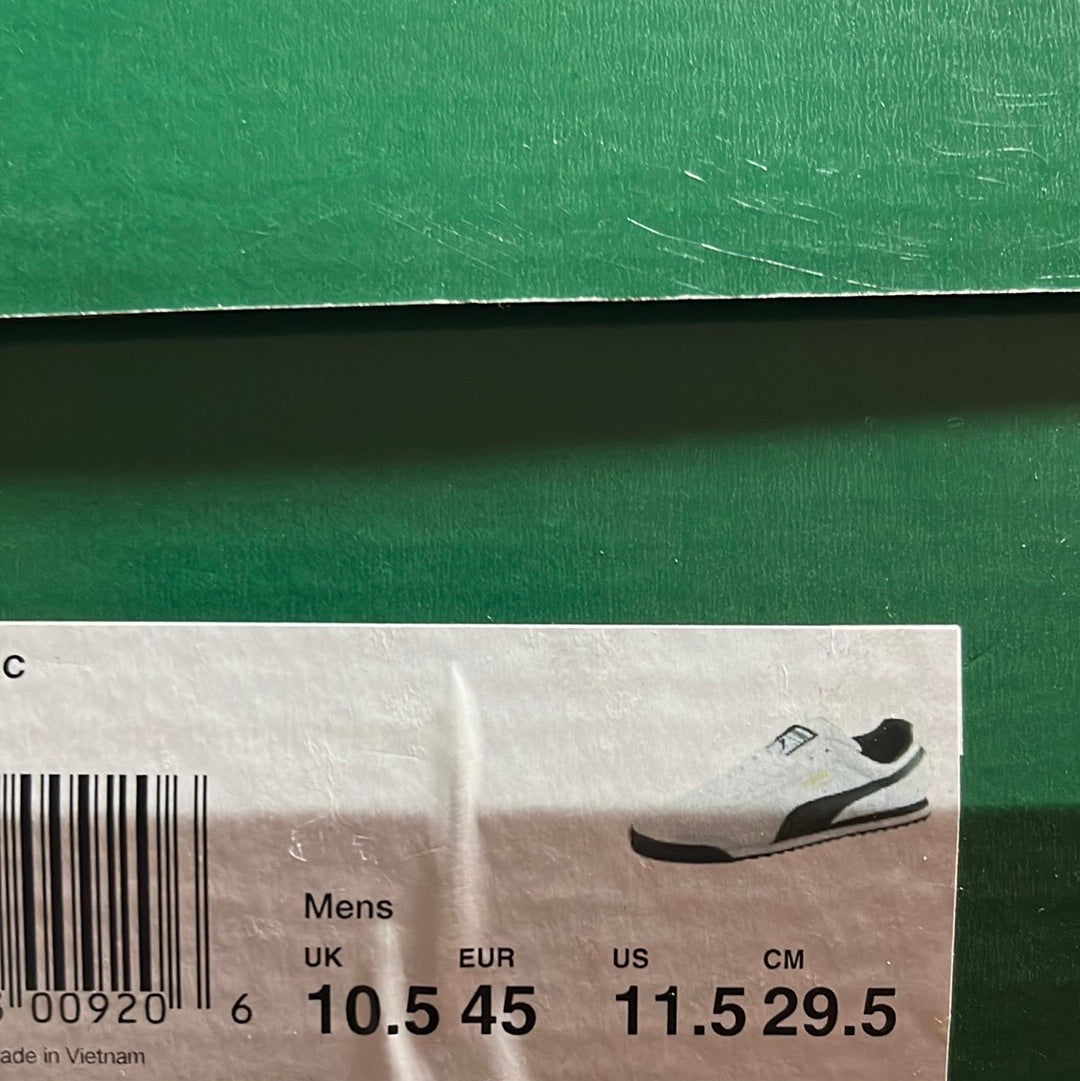 C
Mens
UK EUR US CM
10.5 45 11.5 29.5
00920 6
ade in Vietnam